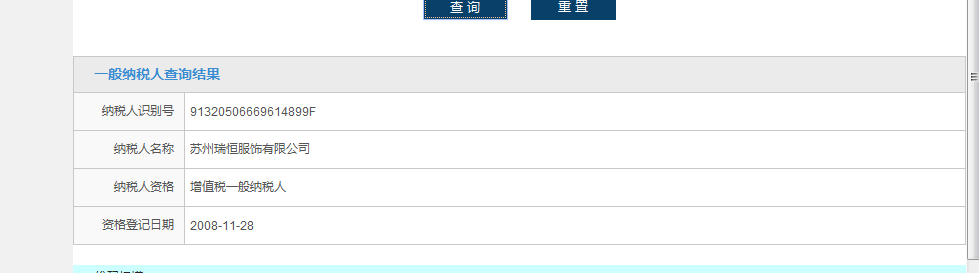 查 询 重 置
一般纳税人查询结果
纳税人识别号 91320506669614899F
纳税人名称 苏州瑞恒服饰有限公司
纳税人资格 增值税一般纳税人
资格登记日期 2008-11-28